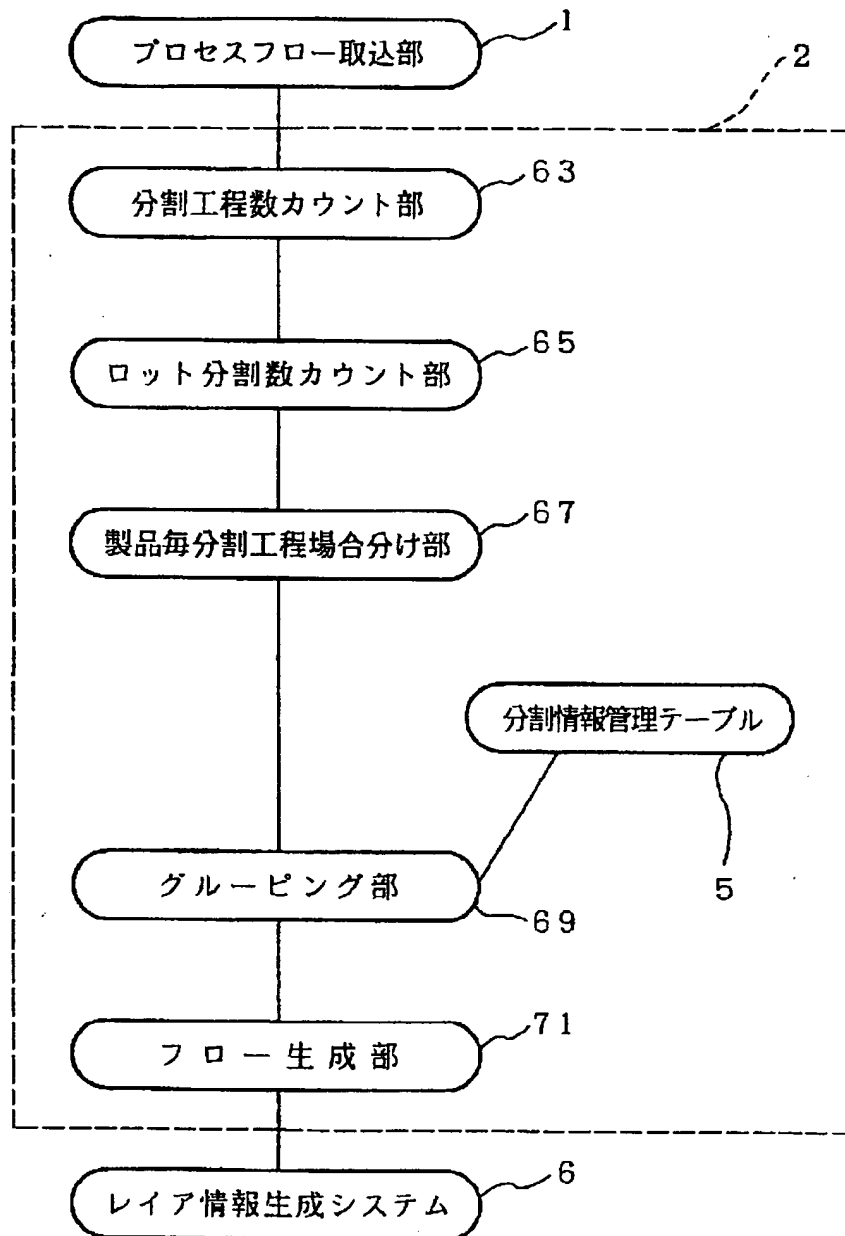 プロセスフロー取込部
1
2
分割工程数カウント部
63
ロット分割数カウント部
65
製品毎分割工程場合分け部
67
分割情報管理テーブル
5
グルーピング部
69
フロー生成部
71
レイア情報生成システム
6